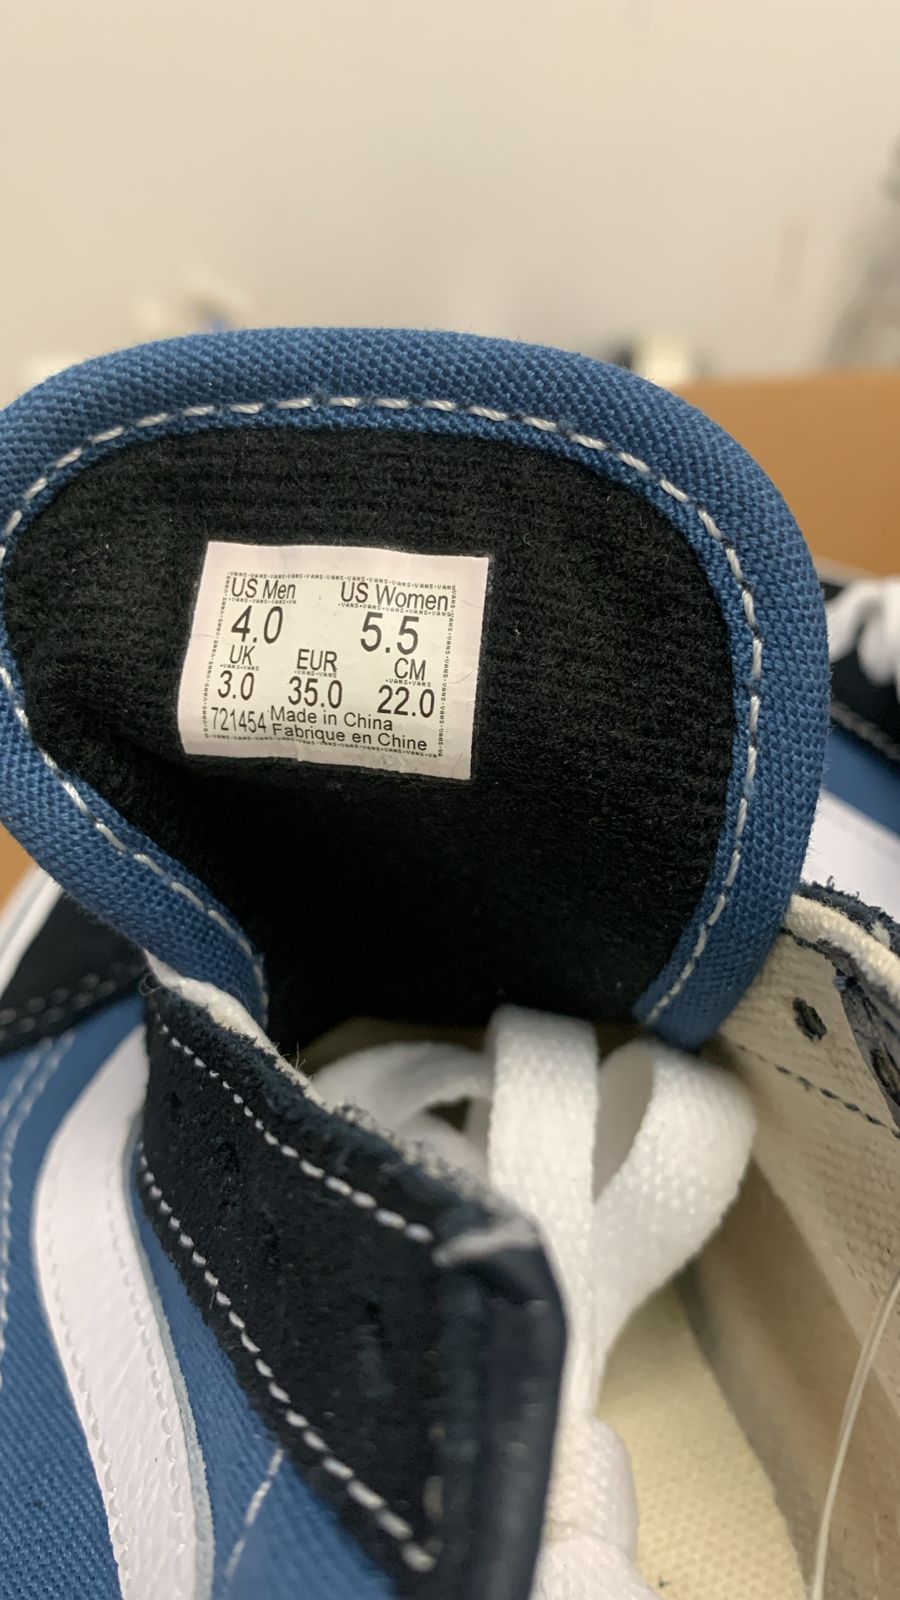 US Men US Women
4.0 5.5
UK EUR CM
3.0 35.0 22.0
721454 Made in China
Fabrique en Chine